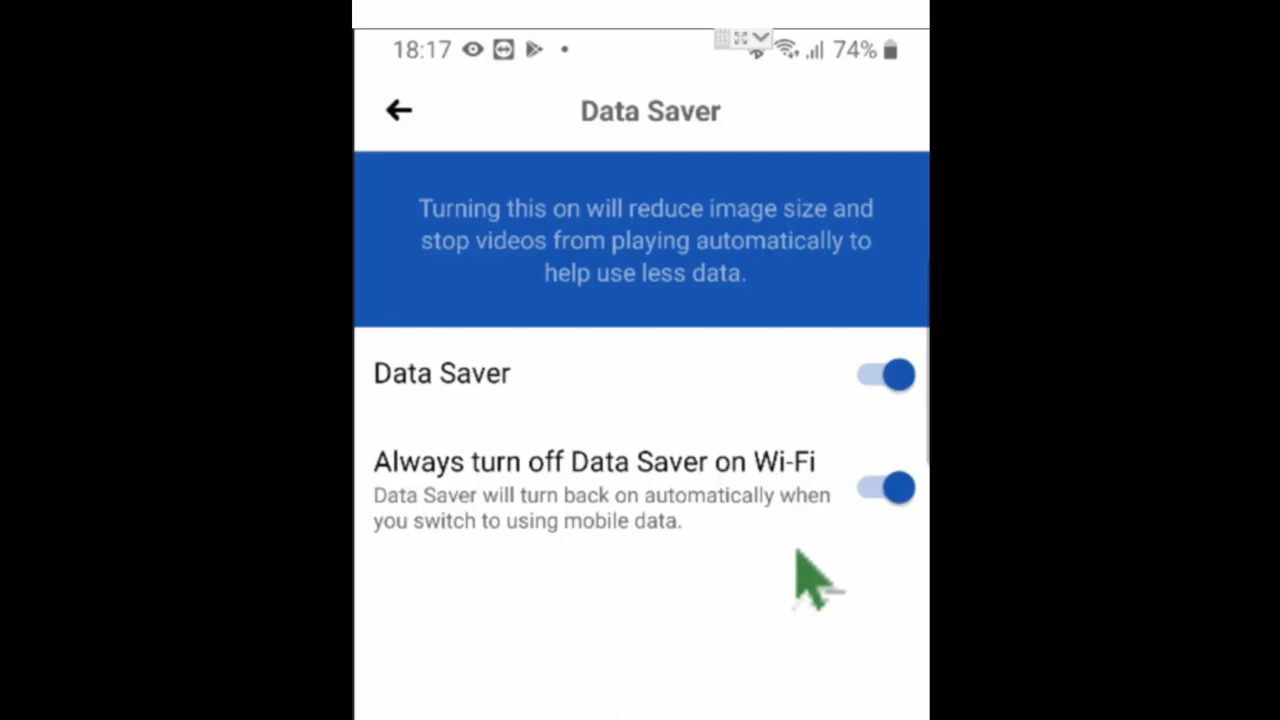 18:17 74%
Data Saver
Turning this on will reduce image size and
stop videos from playing automatically to
help use less data.
Data Saver
Always turn off Data Saver on Wi-Fi
Data Saver will turn back on automatically when
you switch to using mobile data.